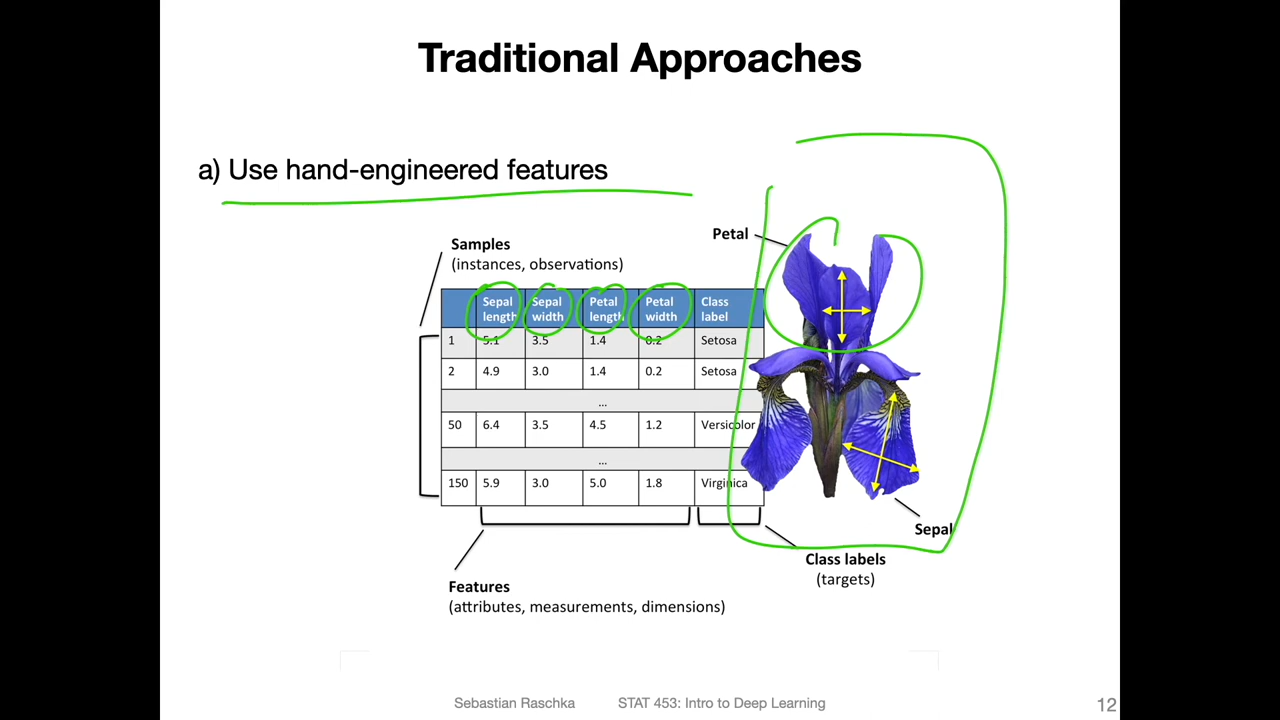 Traditional Approaches
a) Use hand-engineered features
Samples
(instances, observations)
Petal
Sepal length Sepal width Petal length Petal width Class label
1 5.1 3.5 1.4 0.2 Setosa
2 4.9 3.0 1.4 0.2 Setosa
...
50 6.4 3.5 4.5 1.2 Versicolor
...
150 5.9 3.0 5.0 1.8 Virginica
Sepal
Class labels
(targets)
Features
(attributes, measurements, dimensions)
Sebastian Raschka STAT 453: Intro to Deep Learning 12